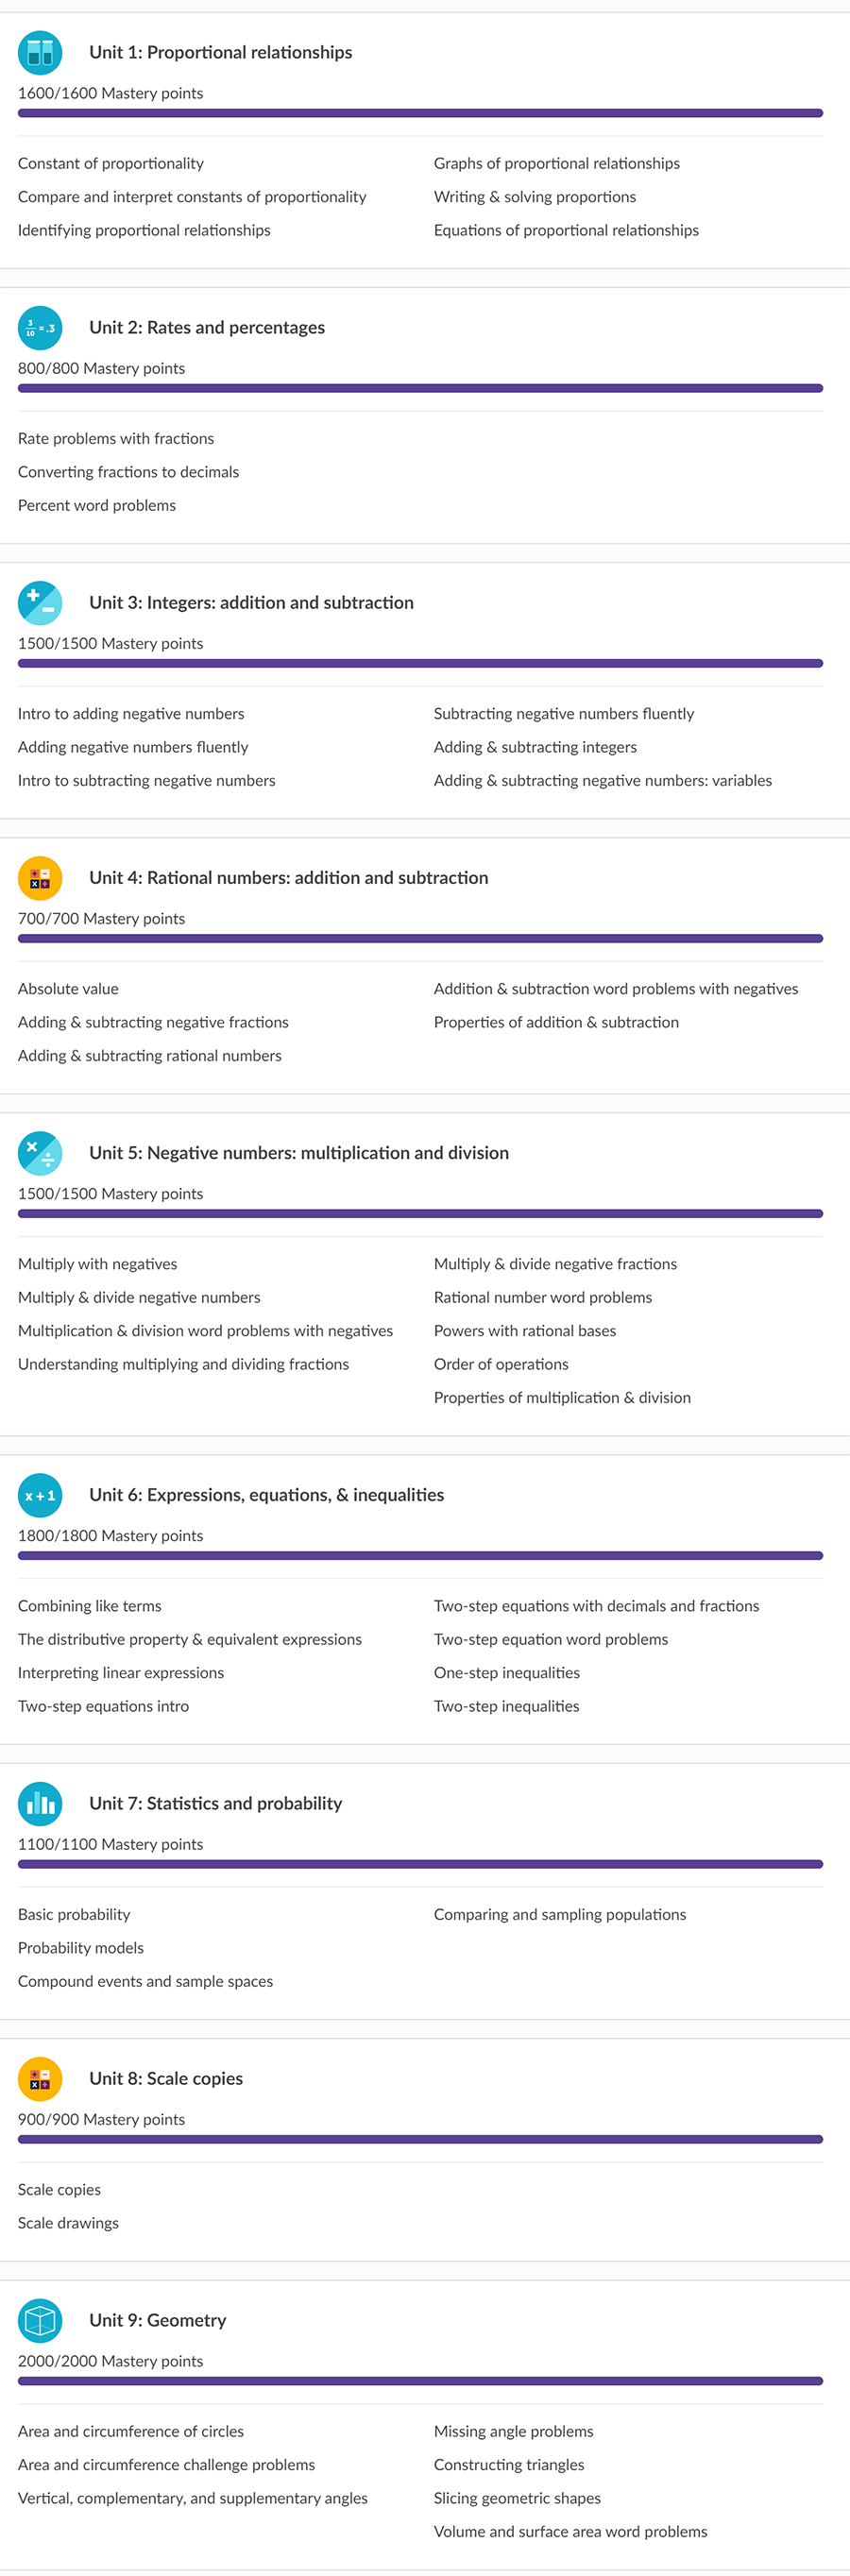 Unit 1: Proportional relationships
1600/1600 Mastery points
Constant of proportionality
Compare and interpret constants of proportionality
Identifying proportional relationships
Graphs of proportional relationships
Writing & solving proportions
Equations of proportional relationships
3/10 = .3
Unit 2: Rates and percentages
800/800 Mastery points
Rate problems with fractions
Converting fractions to decimals
Percent word problems
Unit 3: Integers: addition and subtraction
1500/1500 Mastery points
Intro to adding negative numbers
Adding negative numbers fluently
Intro to subtracting negative numbers
Subtracting negative numbers fluently
Adding & subtracting integers
Adding & subtracting negative numbers: variables
Unit 4: Rational numbers: addition and subtraction
700/700 Mastery points
Absolute value
Adding & subtracting negative fractions
Adding & subtracting rational numbers
Addition & subtraction word problems with negatives
Properties of addition & subtraction
Unit 5: Negative numbers: multiplication and division
1500/1500 Mastery points
Multiply with negatives
Multiply & divide negative numbers
Multiplication & division word problems with negatives
Understanding multiplying and dividing fractions
Multiply & divide negative fractions
Rational number word problems
Powers with rational bases
Order of operations
Properties of multiplication & division
x + 1
Unit 6: Expressions, equations, & inequalities
1800/1800 Mastery points
Combining like terms
The distributive property & equivalent expressions
Interpreting linear expressions
Two-step equations intro
Two-step equations with decimals and fractions
Two-step equation word problems
One-step inequalities
Two-step inequalities
Unit 7: Statistics and probability
1100/1100 Mastery points
Basic probability
Probability models
Compound events and sample spaces
Comparing and sampling populations
Unit 8: Scale copies
900/900 Mastery points
Scale copies
Scale drawings
Unit 9: Geometry
2000/2000 Mastery points
Area and circumference of circles
Area and circumference challenge problems
Vertical, complementary, and supplementary angles
Missing angle problems
Constructing triangles
Slicing geometric shapes
Volume and surface area word problems